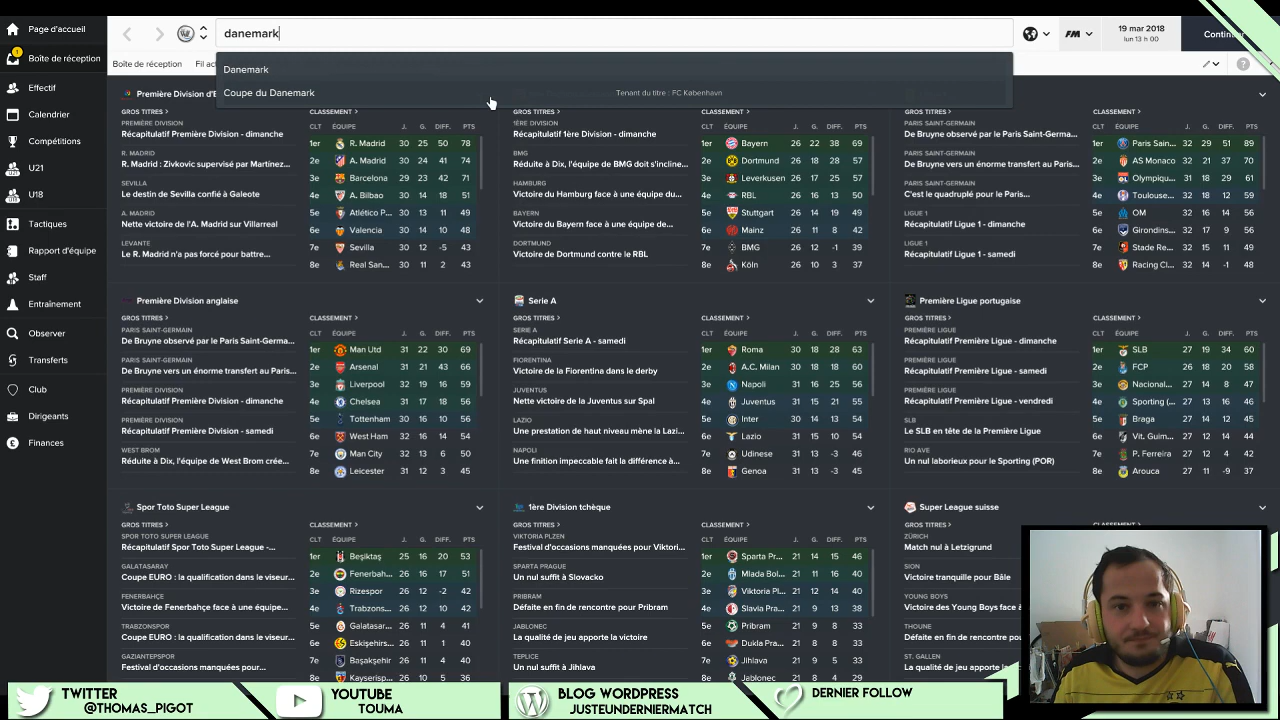 Page d'accueil
Boîte de réception
1
Effectif
Calendrier
Compétitions
U21
U18
Tactiques
Rapport d'équipe
Staff
Entraînement
Observer
Transferts
Club
Dirigeants
Finances
danemark
Danemark
Coupe du Danemark
Tenant du titre : FC København
FM
19 mar 2018
lun 13 h 00
Boîte de réception
?
GROS TITRES >
PREMIÈRE DIVISION
Récapitulatif Première Division - dimanche
R. MADRID
R. Madrid : Zivkovic supervisé par Martínez...
SEVILLA
Le destin de Sevilla confié à Galeote
A. MADRID
Nette victoire de l'A. Madrid sur Villarreal
LEVANTE
Le R. Madrid n'a pas forcé pour battre...
CLASSEMENT >
CLT ÉQUIPE J. G. DIFF. PTS
1er R. Madrid 30 25 50 78
2e A. Madrid 30 24 41 74
3e Barcelona 29 23 42 71
4e A. Bilbao 30 14 18 51
5e Atlético P... 30 13 11 49
6e Valencia 30 14 10 48
7e Sevilla 30 12 -5 43
8e Real San... 30 11 2 43
GROS TITRES >
1ÈRE DIVISION
Récapitulatif 1ère Division - dimanche
BMG
Réduite à Dix, l'équipe de BMG doit s'incline...
HAMBURG
Victoire du Hamburg face à une équipe du...
BAYERN
Victoire du Bayern face à une équipe de...
DORTMUND
Victoire de Dortmund contre le RBL
CLASSEMENT >
CLT ÉQUIPE J. G. DIFF. PTS
1er Bayern 26 22 38 69
2e Dortmund 26 18 28 57
3e Leverkusen 26 17 25 57
4e RBL 26 16 13 50
5e Stuttgart 26 14 19 49
6e Mainz 26 11 8 42
7e BMG 26 12 -1 39
8e Köln 26 10 3 37
GROS TITRES >
PARIS SAINT-GERMAIN
De Bruyne observé par le Paris Saint-Germa...
PARIS SAINT-GERMAIN
De Bruyne vers un énorme transfert au Paris...
PARIS SAINT-GERMAIN
C'est le quadruplé pour le Paris...
LIGUE 1
Récapitulatif Ligue 1 - dimanche
LIGUE 1
Récapitulatif Ligue 1 - samedi
CLASSEMENT >
CLT ÉQUIPE J. G. DIFF. PTS
1er Paris Sain... 32 29 51 89
2e AS Monaco 32 21 37 70
3e Olympiqu... 31 18 29 61
4e Toulouse... 32 18 12 59
5e OM 32 16 14 56
6e Girondins... 32 17 9 56
7e Stade Re... 32 15 11 49
8e Racing Cl... 32 14 -1 48
Première Division anglaise
GROS TITRES >
PARIS SAINT-GERMAIN
De Bruyne observé par le Paris Saint-Germa...
PARIS SAINT-GERMAIN
De Bruyne vers un énorme transfert au Paris...
PREMIÈRE DIVISION
Récapitulatif Première Division - dimanche
PREMIÈRE DIVISION
Récapitulatif Première Division - samedi
WEST BROM
Réduite à Dix, l'équipe de West Brom crée...
CLASSEMENT >
CLT ÉQUIPE J. G. DIFF. PTS
1er Man Utd 31 22 30 69
2e Arsenal 31 21 43 66
3e Liverpool 32 19 16 59
4e Chelsea 31 17 18 56
5e Tottenham 30 16 10 56
6e West Ham 32 16 14 54
7e Man City 32 13 6 50
8e Leicester 31 12 3 45
Serie A
GROS TITRES >
SERIE A
Récapitulatif Serie A - samedi
FIORENTINA
Victoire de la Fiorentina dans le derby
JUVENTUS
Nette victoire de la Juventus sur Spal
LAZIO
Une prestation de haut niveau mène la Lazi...
NAPOLI
Une finition impeccable fait la différence à...
CLASSEMENT >
CLT ÉQUIPE J. G. DIFF. PTS
1er Roma 30 18 28 63
2e A.C. Milan 30 18 18 60
3e Napoli 31 16 25 56
4e Juventus 31 15 21 55
5e Inter 30 14 13 54
6e Lazio 31 15 10 54
7e Udinese 31 13 -3 46
8e Genoa 31 13 -3 45
Première Ligue portugaise
GROS TITRES >
PREMIÈRE LIGUE
Récapitulatif Première Ligue - dimanche
PREMIÈRE LIGUE
Récapitulatif Première Ligue - samedi
PREMIÈRE LIGUE
Récapitulatif Première Ligue - vendredi
SLB
Le SLB en tête de la Première Ligue
RIO AVE
Un nul laborieux pour le Sporting (POR)
CLASSEMENT >
CLT ÉQUIPE J. G. DIFF. PTS
1er SLB 27 19 34 60
2e FCP 26 18 20 58
3e Nacional... 27 14 8 47
4e Sporting (... 27 13 16 46
5e Braga 27 14 12 45
6e Vit. Guim... 27 12 14 44
7e P. Ferreira 27 12 4 42
8e Arouca 27 11 -9 37
Spor Toto Super League
GROS TITRES >
SPOR TOTO SUPER LEAGUE
Récapitulatif Spor Toto Super League -...
GALATASARAY
Coupe EURO : la qualification dans le viseur...
FENERBAHÇE
Victoire de Fenerbahçe face à une équipe...
TRABZONSPOR
Coupe EURO : la qualification dans le viseur...
GAZIANTEPSPOR
Festival d'occasions manquées pour...
CLASSEMENT >
CLT ÉQUIPE J. G. DIFF. PTS
1er Beşiktaş 25 16 20 53
2e Fenerbah... 26 16 17 51
3e Rizespor 26 12 -2 42
4e Trabzons... 26 12 10 42
5e Galatasar... 26 11 4 41
6e Eskişehirs... 26 11 1 40
7e Başakşehir 26 11 4 40
8e Kayserisp... 26 10 5 36
1ère Division tchèque
GROS TITRES >
VIKTORIA PLZEN
Festival d'occasions manquées pour Viktori...
SPARTA PRAGUE
Un nul suffit à Slovacko
PRIBRAM
Défaite en fin de rencontre pour Pribram
JABLONEC
La qualité de jeu apporte la victoire
TEPLICE
Un nul suffit à Jihlava
CLASSEMENT >
CLT ÉQUIPE J. G. DIFF. PTS
1er Sparta Pr... 21 14 15 46
2e Mlada Bol... 21 11 16 40
3e Viktoria P... 21 12 14 40
4e Slavia Pra... 21 9 13 38
5e Pribram 21 9 8 33
6e Dukla Pra... 21 9 8 33
7e Jihlava 21 9 5 33
8e Jablonec 21 9 2
Super League suisse
GROS TITRES >
ZÜRICH
Match nul à Letzigrund
SION
Victoire tranquille pour Bâle
YOUNG BOYS
Victoire des Young Boys face à
THOUNE
Défaite en fin de rencontre pou
ST. GALLEN
La qualité de jeu apporte la vic
CLASSEMENT >
TWITTER
@THOMAS_PIGOT
YOUTUBE
TOUMA
BLOG WORDPRESS
JUSTEUNDERNIERMATCH
DERNIER FOLLOW